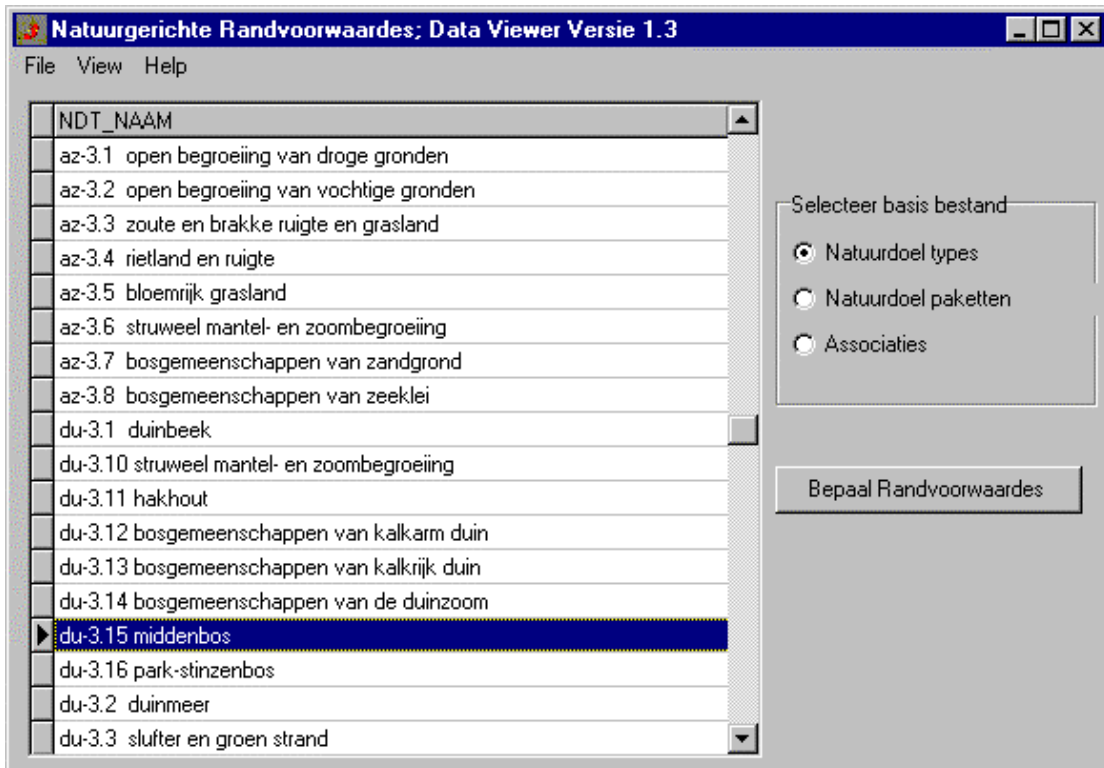 Natuurgerichte Randvoorwaardes; Data Viewer Versie 1.3
File View Help
NDT_NAAM
az-3.1 open begroeiing van droge gronden
az-3.2 open begroeiing van vochtige gronden
az-3.3 zoute en brakke ruigte en grasland
az-3.4 rietland en ruigte
az-3.5 bloemrijk grasland
az-3.6 struweel mantel- en zoombegroeiing
az-3.7 bosgemeenschappen van zandgrond
az-3.8 bosgemeenschappen van zeeklei
du-3.1 duinbeek
du-3.10 struweel mantel- en zoombegroeiing
du-3.11 hakhout
du-3.12 bosgemeenschappen van kalkarm duin
du-3.13 bosgemeenschappen van kalkrijk duin
du-3.14 bosgemeenschappen van de duinzoom
du-3.15 middenbos
du-3.16 park-stinzenbos
du-3.2 duinmeer
du-3.3 slufter en groen strand
Selecteer basis bestand
Natuurdoel types
Natuurdoel paketten
Associaties
Bepaal Randvoorwaardes